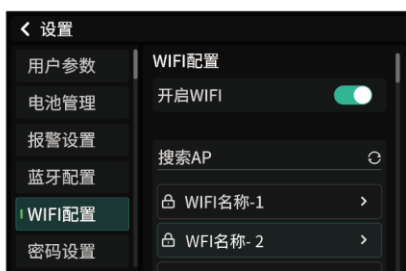 设置
用户参数
电池管理
报警设置
蓝牙配置
WIFI配置
密码设置
WIFI配置
开启WIFI
搜索AP
WIFI名称-1
WFI名称- 2